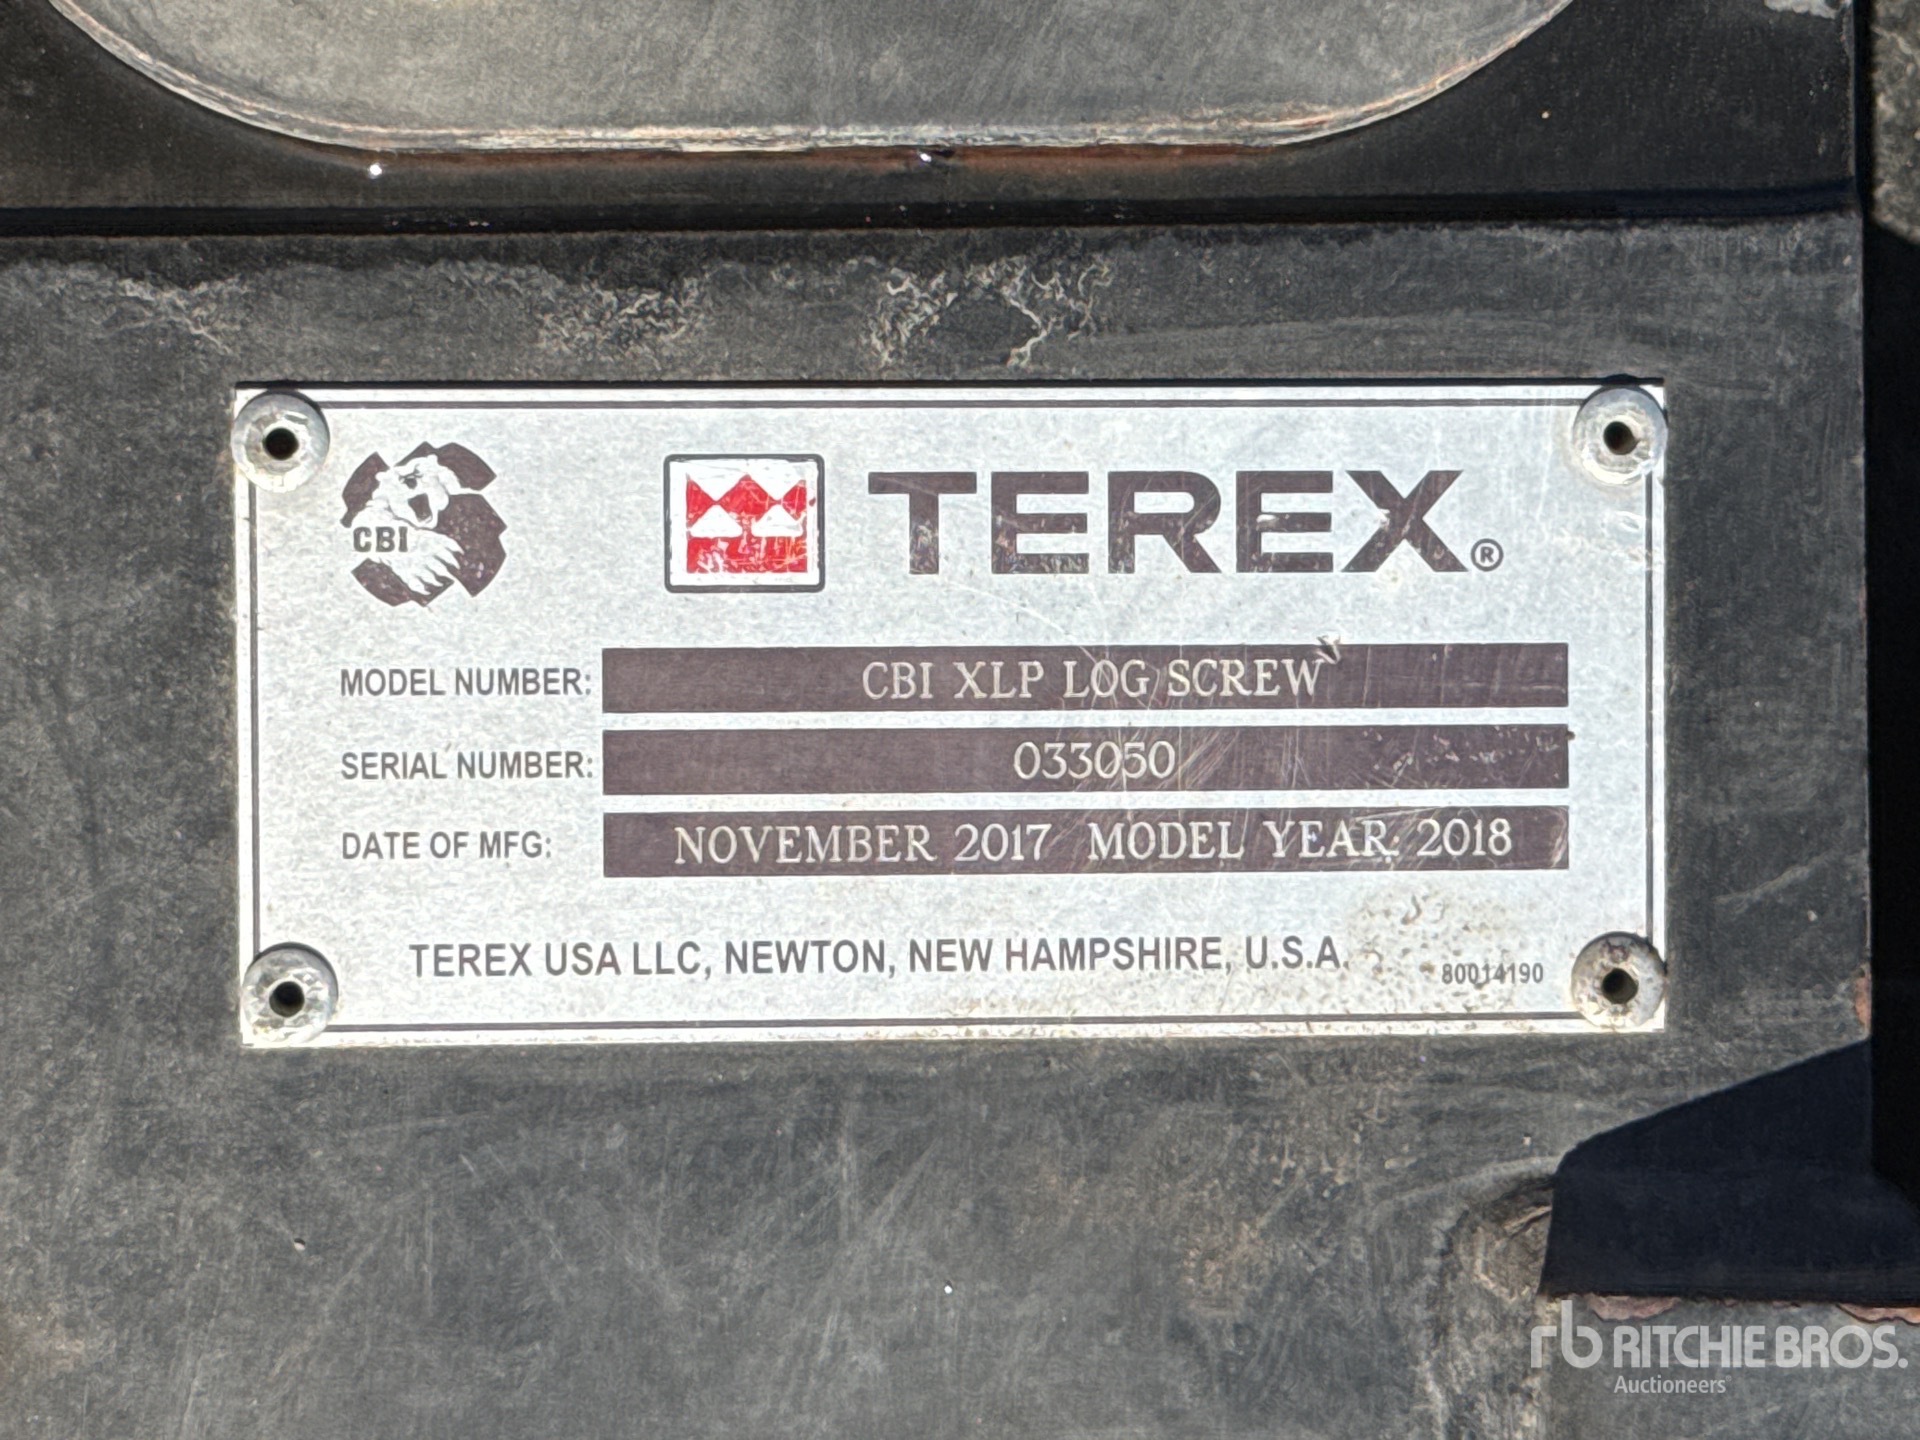 CBI
TEREX®
MODEL NUMBER: CBI XLP LOG SCREW
SERIAL NUMBER: 033050
DATE OF MFG: NOVEMBER 2017 MODEL YEAR: 2018
TEREX USA LLC, NEWTON, NEW HAMPSHIRE, U.S.A.
80014190
rb RITCHIE BROS.
Auctioneers